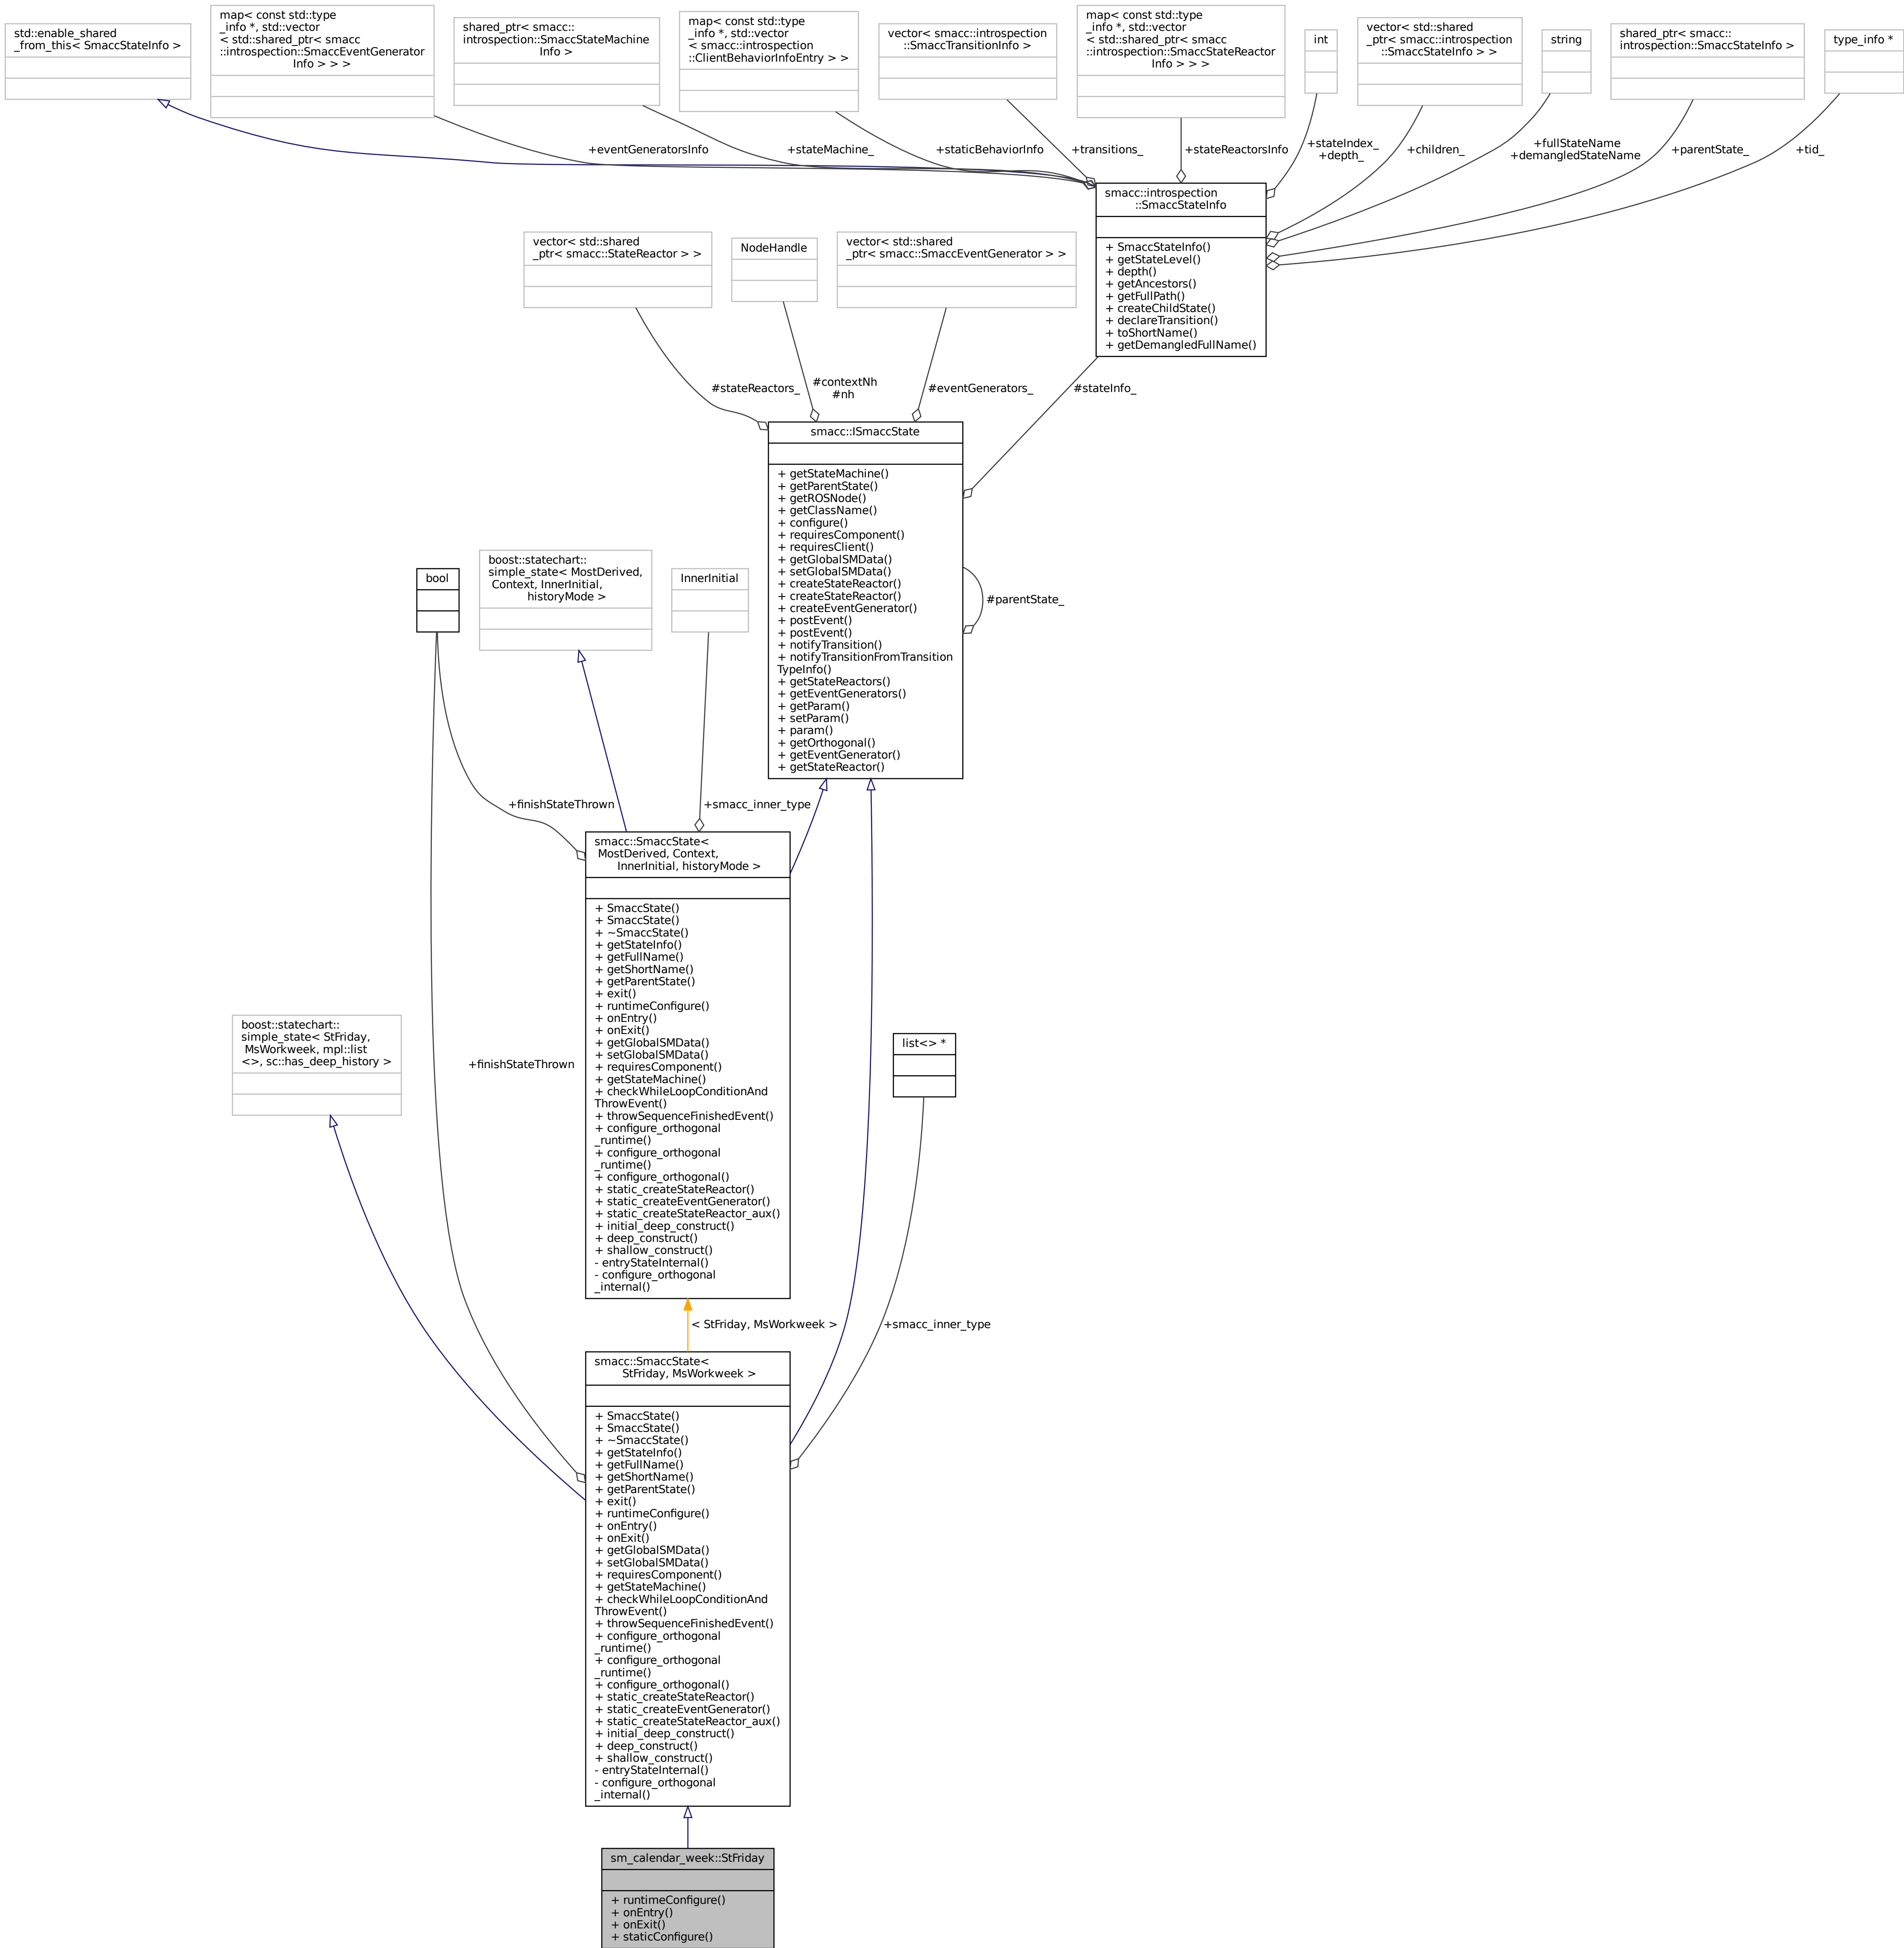 std::enable_shared
_from_this< SmaccStateInfo >
map< const std::type
_info *, std::vector
< std::shared_ptr< smacc
::introspection::SmaccEventGenerator
Info > > >
shared_ptr< smacc::
introspection::SmaccStateMachine
Info >
map< const std::type
_info *, std::vector
< smacc::introspection
::ClientBehaviorInfoEntry > >
vector< smacc::introspection
::SmaccTransitionInfo >
map< const std::type
_info *, std::vector
< std::shared_ptr< smacc
::introspection::SmaccStateReactor
Info > > >
int
vector< std::shared
_ptr< smacc::introspection
::SmaccStateInfo > >
string
shared_ptr< smacc::
introspection::SmaccStateInfo >
type_info *
+eventGeneratorsInfo
+stateMachine_
+staticBehaviorInfo
+transitions_
+stateReactorsInfo
+stateIndex_
+depth_
+children_
+fullStateName
+demangledStateName
+parentState_
+tid_
smacc::introspection
::SmaccStateInfo
+ SmaccStateInfo()
+ getStateLevel()
+ depth()
+ getAncestors()
+ getFullPath()
+ createChildState()
+ declareTransition()
+ toShortName()
+ getDemangledFullName()
vector< std::shared
_ptr< smacc::StateReactor > >
NodeHandle
vector< std::shared
_ptr< smacc::SmaccEventGenerator > >
#stateReactors_
#contextNh
#nh
#eventGenerators_
#stateInfo_
smacc::ISmaccState
+ getStateMachine()
+ getParentState()
+ getROSNode()
+ getClassName()
+ configure()
+ requiresComponent()
+ requiresClient()
+ getGlobalSMData()
+ setGlobalSMData()
+ createStateReactor()
+ createStateReactor()
+ createEventGenerator()
+ postEvent()
+ postEvent()
+ notifyTransition()
+ notifyTransitionFromTransition
TypeInfo()
+ getStateReactors()
+ getEventGenerators()
+ getParam()
+ setParam()
+ param()
+ getOrthogonal()
+ getEventGenerator()
+ getStateReactor()
#parentState_
bool
boost::statechart::
simple_state< MostDerived,
Context, InnerInitial,
historyMode >
InnerInitial
+finishStateThrown
+smacc_inner_type
smacc::SmaccState<
MostDerived, Context,
InnerInitial, historyMode >
+ SmaccState()
+ SmaccState()
+ ~SmaccState()
+ getStateInfo()
+ getFullName()
+ getShortName()
+ getParentState()
+ exit()
+ runtimeConfigure()
+ onEntry()
+ onExit()
+ getGlobalSMData()
+ setGlobalSMData()
+ requiresComponent()
+ getStateMachine()
+ checkWhileLoopConditionAnd
ThrowEvent()
+ throwSequenceFinishedEvent()
+ configure_orthogonal
_runtime()
+ configure_orthogonal
_runtime()
+ configure_orthogonal()
+ static_createStateReactor()
+ static_createEventGenerator()
+ static_createStateReactor_aux()
+ initial_deep_construct()
+ deep_construct()
+ shallow_construct()
- entryStateInternal()
- configure_orthogonal
_internal()
boost::statechart::
simple_state< StFriday,
MsWorkweek, mpl::list
<>, sc::has_deep_history >
+finishStateThrown
list<> *
< StFriday, MsWorkweek >
+smacc_inner_type
smacc::SmaccState<
StFriday, MsWorkweek >
+ SmaccState()
+ SmaccState()
+ ~SmaccState()
+ getStateInfo()
+ getFullName()
+ getShortName()
+ getParentState()
+ exit()
+ runtimeConfigure()
+ onEntry()
+ onExit()
+ getGlobalSMData()
+ setGlobalSMData()
+ requiresComponent()
+ getStateMachine()
+ checkWhileLoopConditionAnd
ThrowEvent()
+ throwSequenceFinishedEvent()
+ configure_orthogonal
_runtime()
+ configure_orthogonal
_runtime()
+ configure_orthogonal()
+ static_createStateReactor()
+ static_createEventGenerator()
+ static_createStateReactor_aux()
+ initial_deep_construct()
+ deep_construct()
+ shallow_construct()
- entryStateInternal()
- configure_orthogonal
_internal()
sm_calendar_week::StFriday
+ runtimeConfigure()
+ onEntry()
+ onExit()
+ staticConfigure()